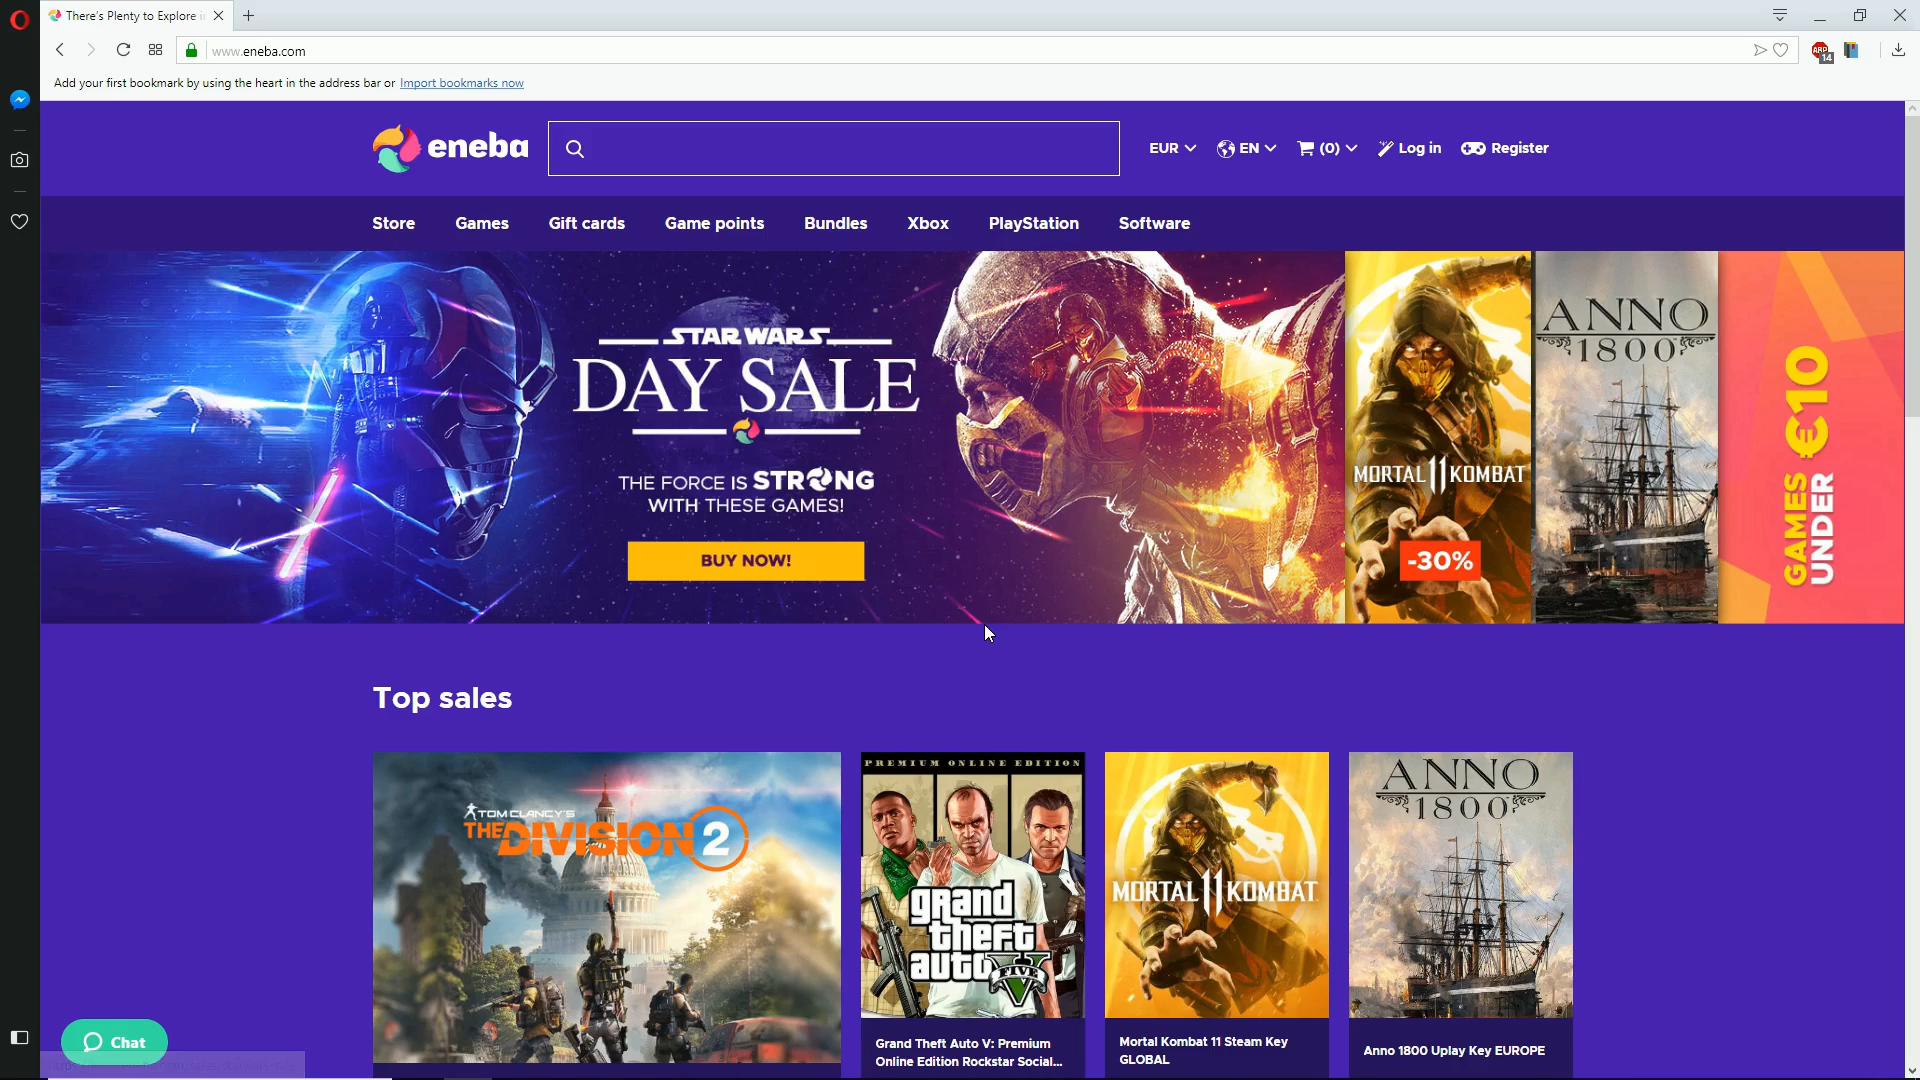 There's Plenty to Explore i
www.eneba.com
ABP
14
Add your first bookmark by using the heart in the address bar or Import bookmarks now
eneba
EUR
EN
(0)
Log in
Register
Store
Games
Gift cards
Game points
Bundles
Xbox
PlayStation
Software
STAR WARS
DAY SALE
THE FORCE IS STRONG
WITH THESE GAMES!
BUY NOW!
MORTAL 11 KOMBAT
-30%
ANNO
1800
GAMES
UNDER
€10
Top sales
TOM CLANCY'S
THE DIVISION 2
PREMIUM ONLINE EDITION
grand
theft
auto
FIVE
Grand Theft Auto V: Premium
Online Edition Rockstar Social...
MORTAL 11 KOMBAT
Mortal Kombat 11 Steam Key
GLOBAL
ANNO
1800
Anno 1800 Uplay Key EUROPE
Chat